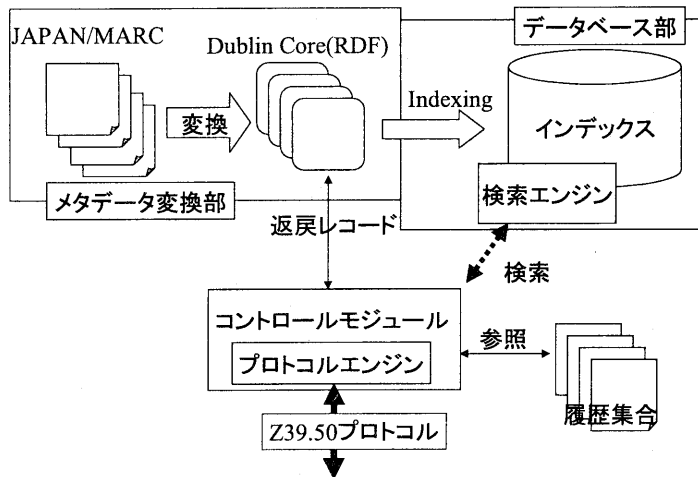 データベース部
JAPAN/MARC
Dublin Core(RDF)
Indexing
変換
インデックス
メタデータ変換部
検索エンジン
返戻レコード
検索
コントロールモジュール
プロトコルエンジン
参照
履歴集合
Z39.50プロトコル